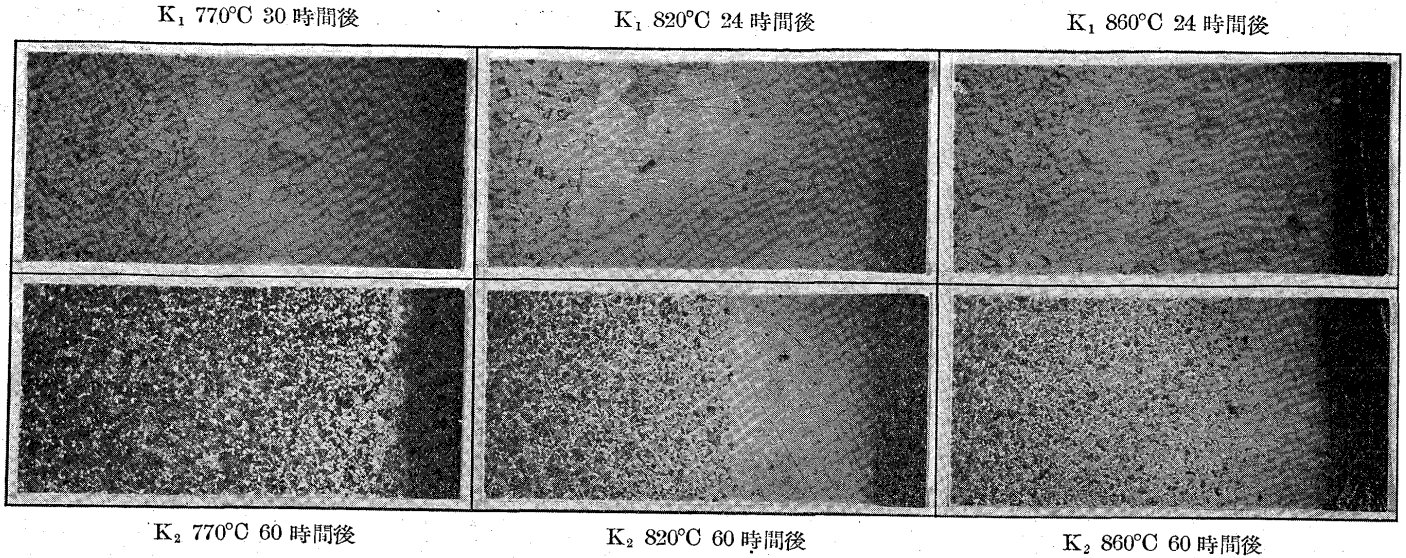 K₁ 770°C 30 時間後
K₁ 820°C 24 時間後
K₁ 860°C 24 時間後
K₂ 770°C 60 時間後
K₂ 820°C 60 時間後
K₂ 860°C 60 時間後